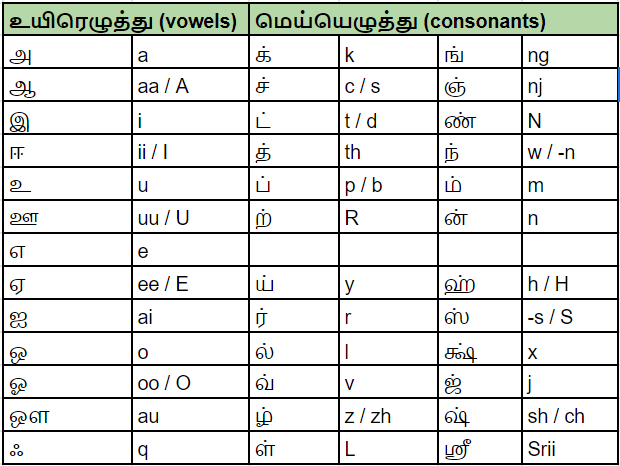 உயிரெழுத்து (vowels) மெய்யெழுத்து (consonants)
அ a க் k ங் ng
ஆ aa / A ச் c / s ஞ் nj
இ i ட் t / d ண் N
ஈ ii / I த் th ந் w / -n
உ u ப் p / b ம் m
ஊ uu / U ற் R ன் n
எ e
ஏ ee / E ய் y ஹ் h / H
ஐ ai ர் r ஸ் -s / S
ஒ o ல் l க்ஷ் x
ஓ oo / O வ் v ஜ் j
ஔ au ழ் z / zh ஷ் sh / ch
ஃ q ள் L ஸ்ரீ Srii